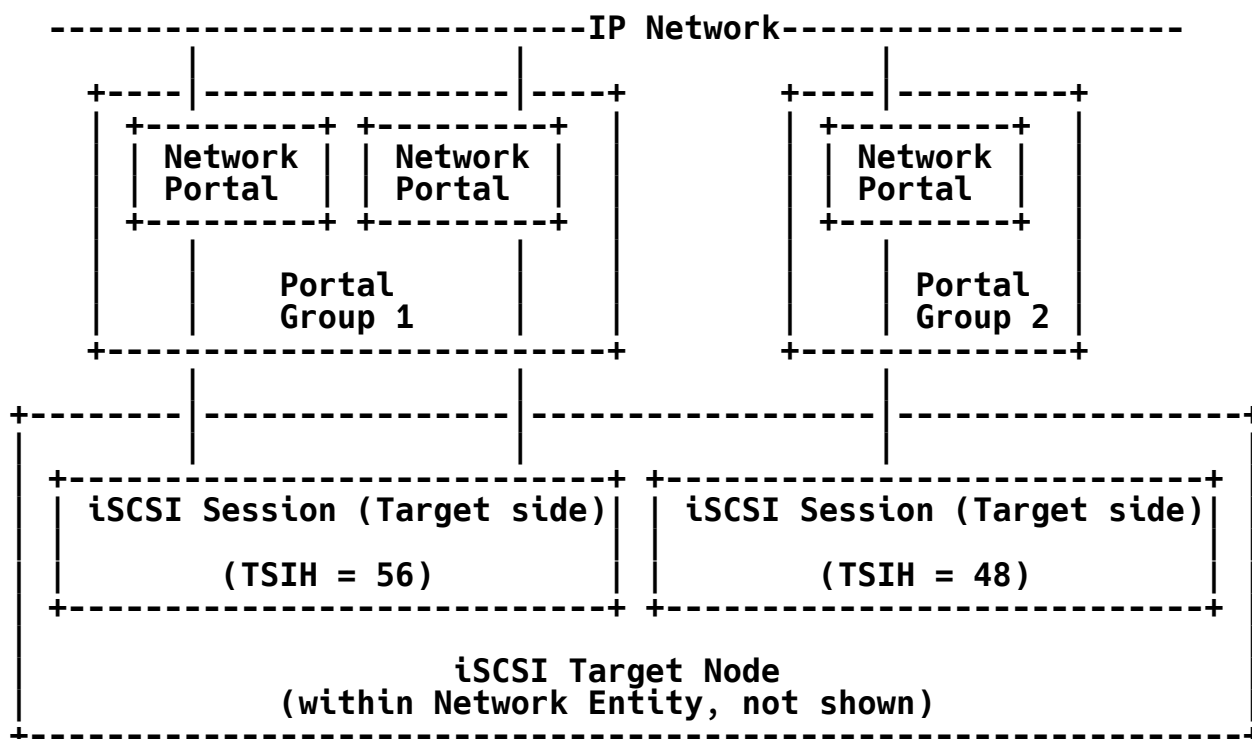 IP Network
Network Network Network
Portal Portal Portal
Portal Portal
Group 1 Group 2
iSCSI Session (Target side) iSCSI Session (Target side)
(TSIH = 56) (TSIH = 48)
iSCSI Target Node
(within Network Entity, not shown)